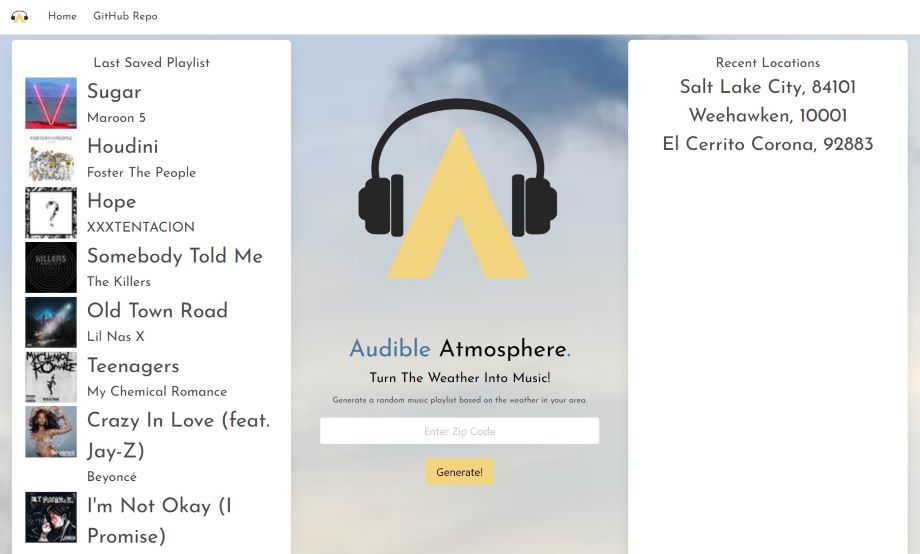 Home
GitHub Repo
Last Saved Playlist
Sugar
Maroon 5
Houdini
Foster The People
Hope
XXXTENTACION
KILLERS
Somebody Told Me
The Killers
Old Town Road
Lil Nas X
Teenagers
My Chemical Romance
Crazy In Love (feat.
Jay-Z)
Beyoncé
I'm Not Okay (I
Promise)
Audible Atmosphere.
Turn The Weather Into Music!
Generate a random music playlist based on the weather in your area.
Enter Zip Code
Generate!
Recent Locations
Salt Lake City, 84101
Weehawken, 10001
El Cerrito Corona, 92883